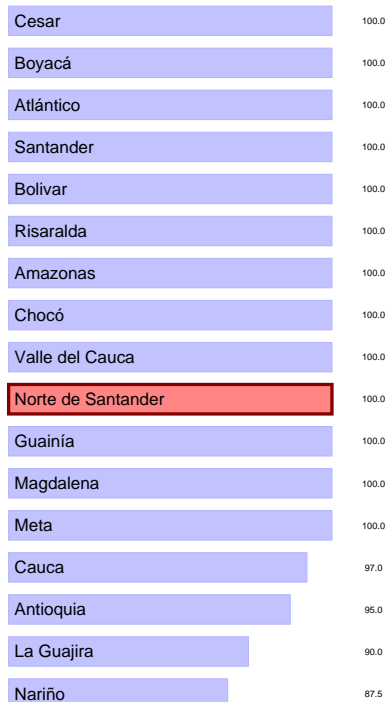 Cesar 100.0
Boyacá 100.0
Atlántico 100.0
Santander 100.0
Bolivar 100.0
Risaralda 100.0
Amazonas 100.0
Chocó 100.0
Valle del Cauca 100.0
Norte de Santander 100.0
Guainía 100.0
Magdalena 100.0
Meta 100.0
Cauca 97.0
Antioquia 95.0
La Guajira 90.0
Nariño 87.5